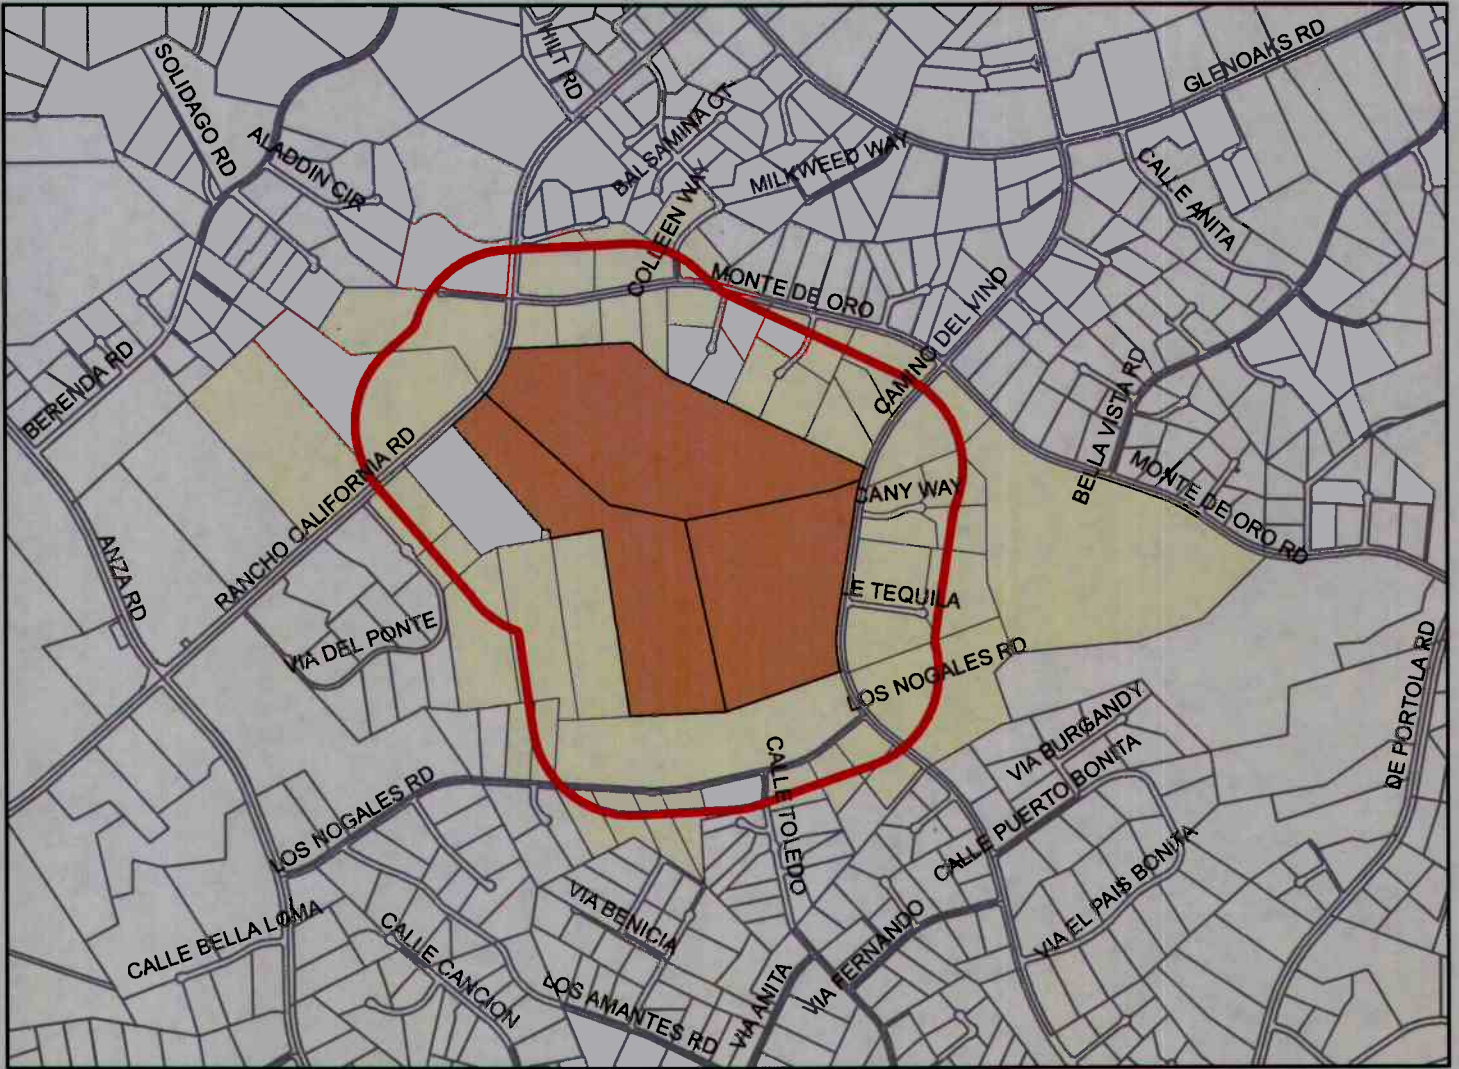 HILT RD
GLENOAKS RD
SOLIDAGO RD
BALSAMINA CT
ALADDIN CIR
MILKWEED WAY
CALLE ANITA
COLLEEN WAY
MONTE DE ORO
CAMINO DEL VINO
BERENDA RD
BELLA VISTA RD
RANCHO CALIFORNIA RD
CANY WAY
MONTE DE ORO RD
ANZA RD
LE TEQUILA
VIA DEL PONTE
LOS NOGALES RD
DE PORTOLA RD
VIA BURGANDY
CALLE PUERTO BONITA
CALLE TOLEDO
LOS NOGALES RD
VIA EL PAIS BONITA
VIA BENICIA
CALLE BELLA LOMA
CALLE CANCION
VIA FERNANDO
LOS AMANTES RD
VIA ANITA